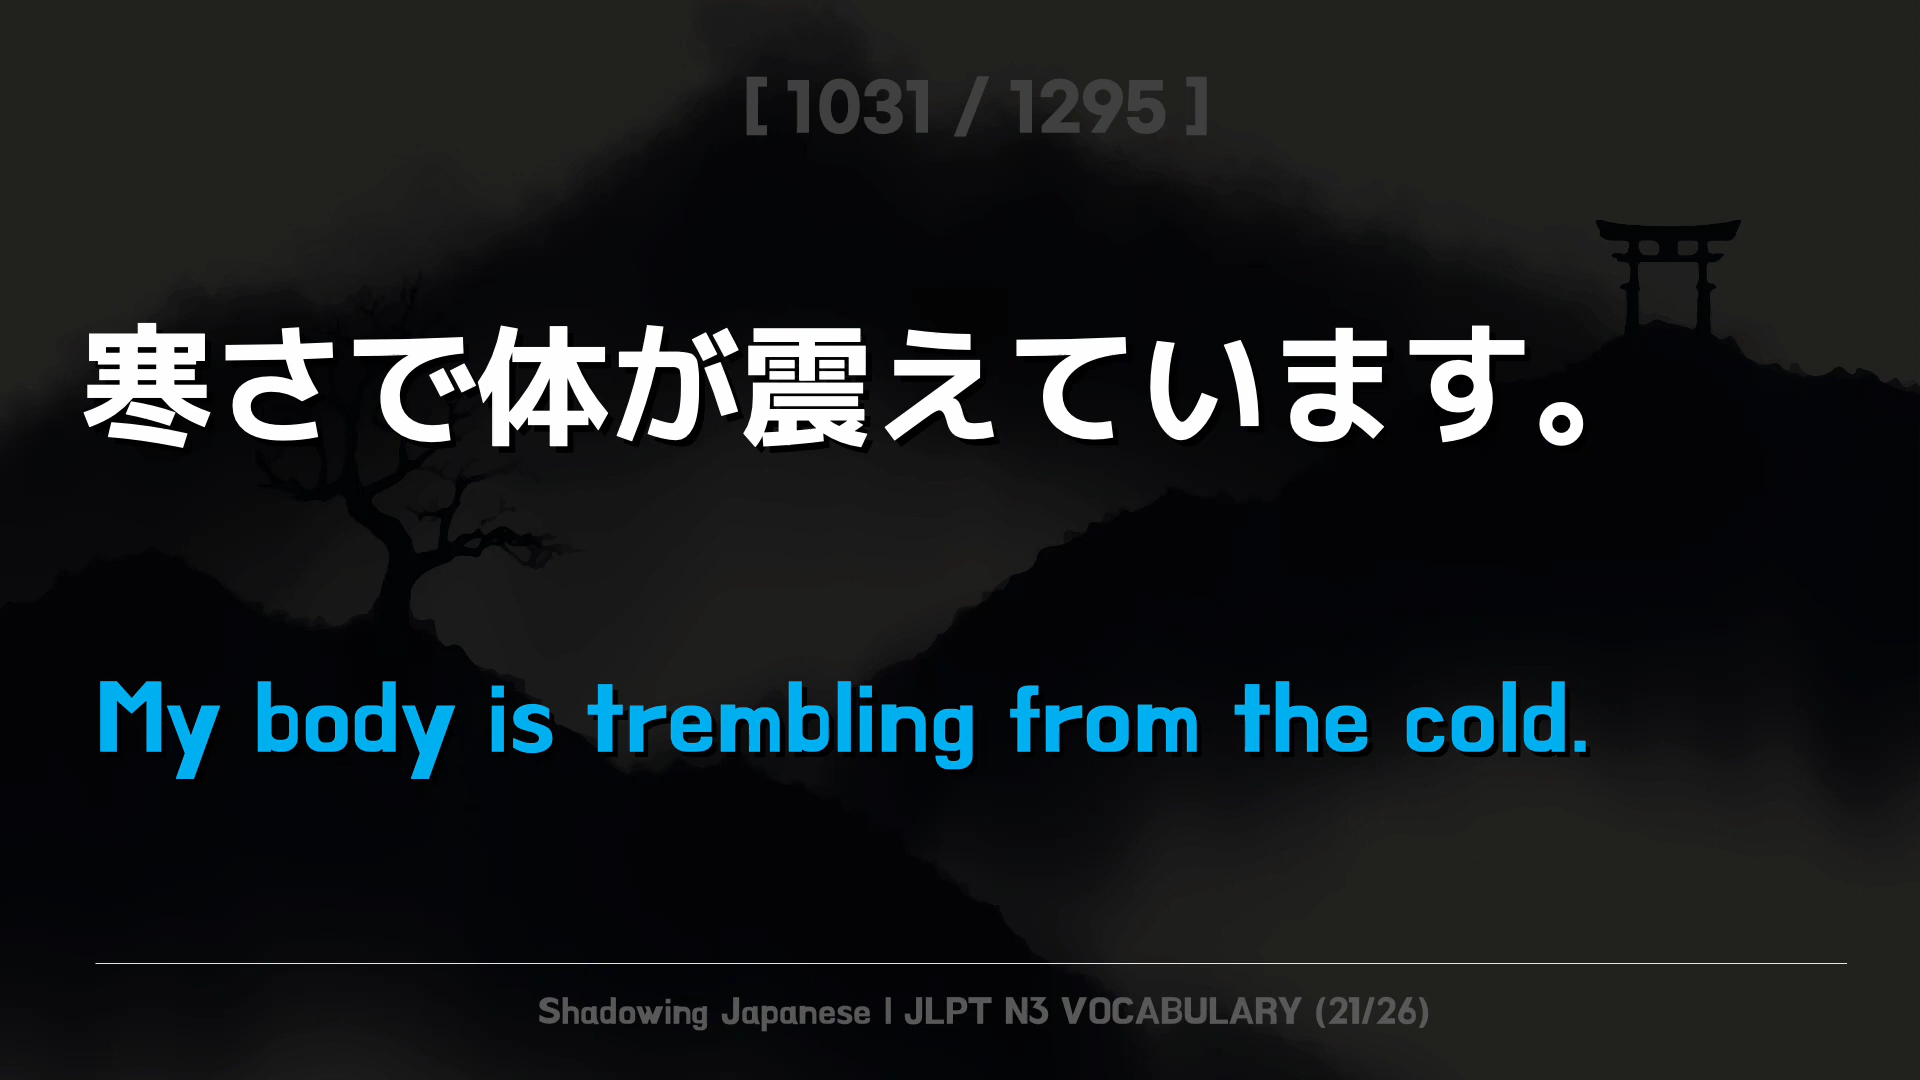 [ 1031 / 1295 ]
寒さで体が震えています。
My body is trembling from the cold.
Shadowing Japanese | JLPT N3 VOCABULARY (21/26)